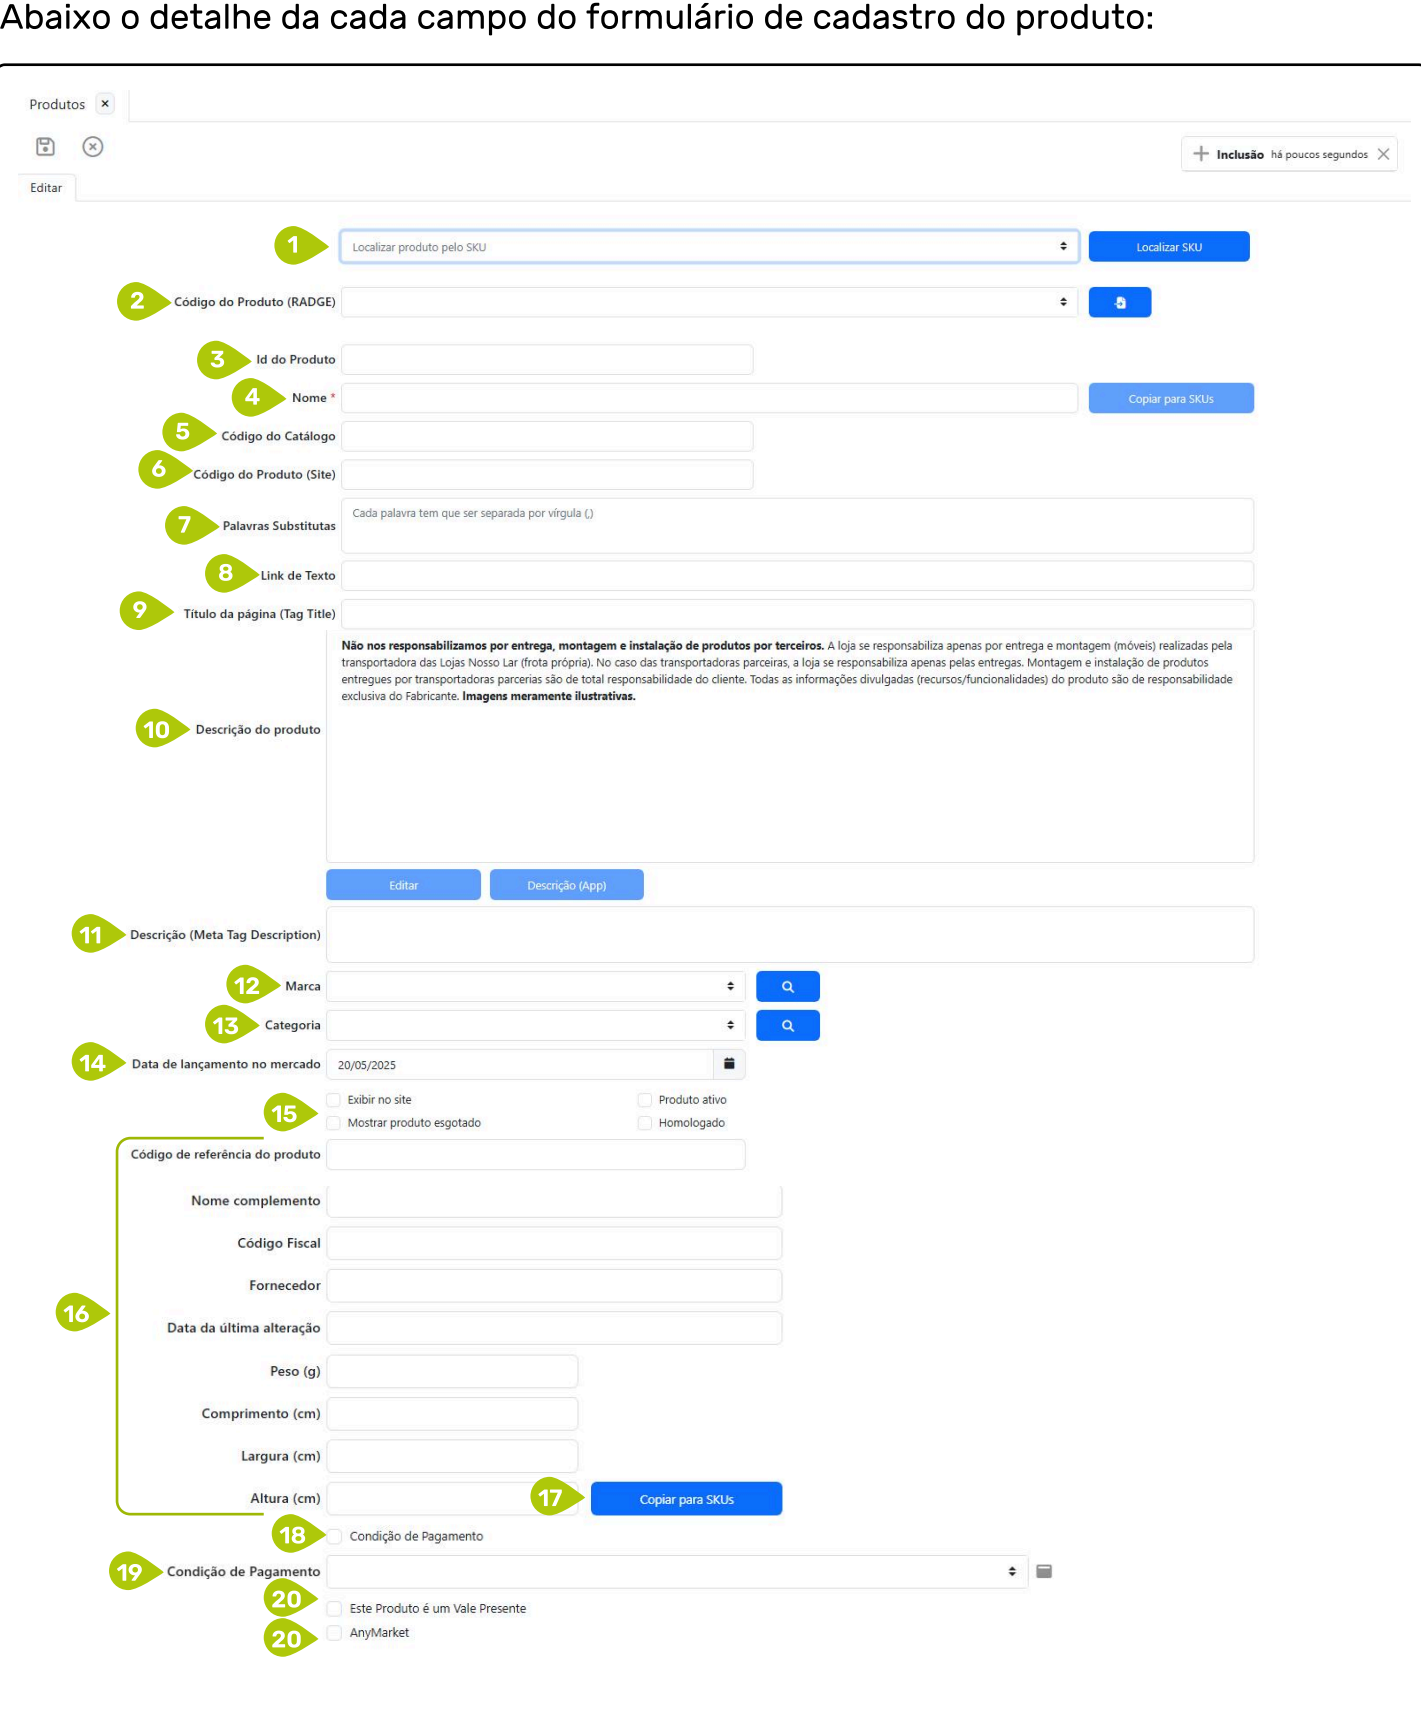 Abaixo o detalhe da cada campo do formulário de cadastro do produto:
Produtos
Inclusão há poucos segundos
Editar
1 Localizar produto pelo SKU Localizar SKU
2 Código do Produto (RADGE)
3 Id do Produto
4 Nome * Copiar para SKUs
5 Código do Catálogo
6 Código do Produto (Site)
7 Palavras Substitutas Cada palavra tem que ser separada por vírgula (,)
8 Link de Texto
9 Título da página (Tag Title)
Não nos responsabilizamos por entrega, montagem e instalação de produtos por terceiros. A loja se responsabiliza apenas por entrega e montagem (móveis) realizadas pela
transportadora das Lojas Nosso Lar (frota própria). No caso das transportadoras parceiras, a loja se responsabiliza apenas pelas entregas. Montagem e instalação de produtos
entregues por transportadoras parcerias são de total responsabilidade do cliente. Todas as informações divulgadas (recursos/funcionalidades) do produto são de responsabilidade
exclusiva do Fabricante. Imagens meramente ilustrativas.
10 Descrição do produto
Editar Descrição (App)
11 Descrição (Meta Tag Description)
12 Marca
13 Categoria
14 Data de lançamento no mercado 20/05/2025
15 Exibir no site Produto ativo
Mostrar produto esgotado Homologado
Código de referência do produto
Nome complemento
Código Fiscal
Fornecedor
16
Data da última alteração
Peso (g)
Comprimento (cm)
Largura (cm)
Altura (cm) 17 Copiar para SKUs
18 Condição de Pagamento
19 Condição de Pagamento
20 Este Produto é um Vale Presente
20 AnyMarket